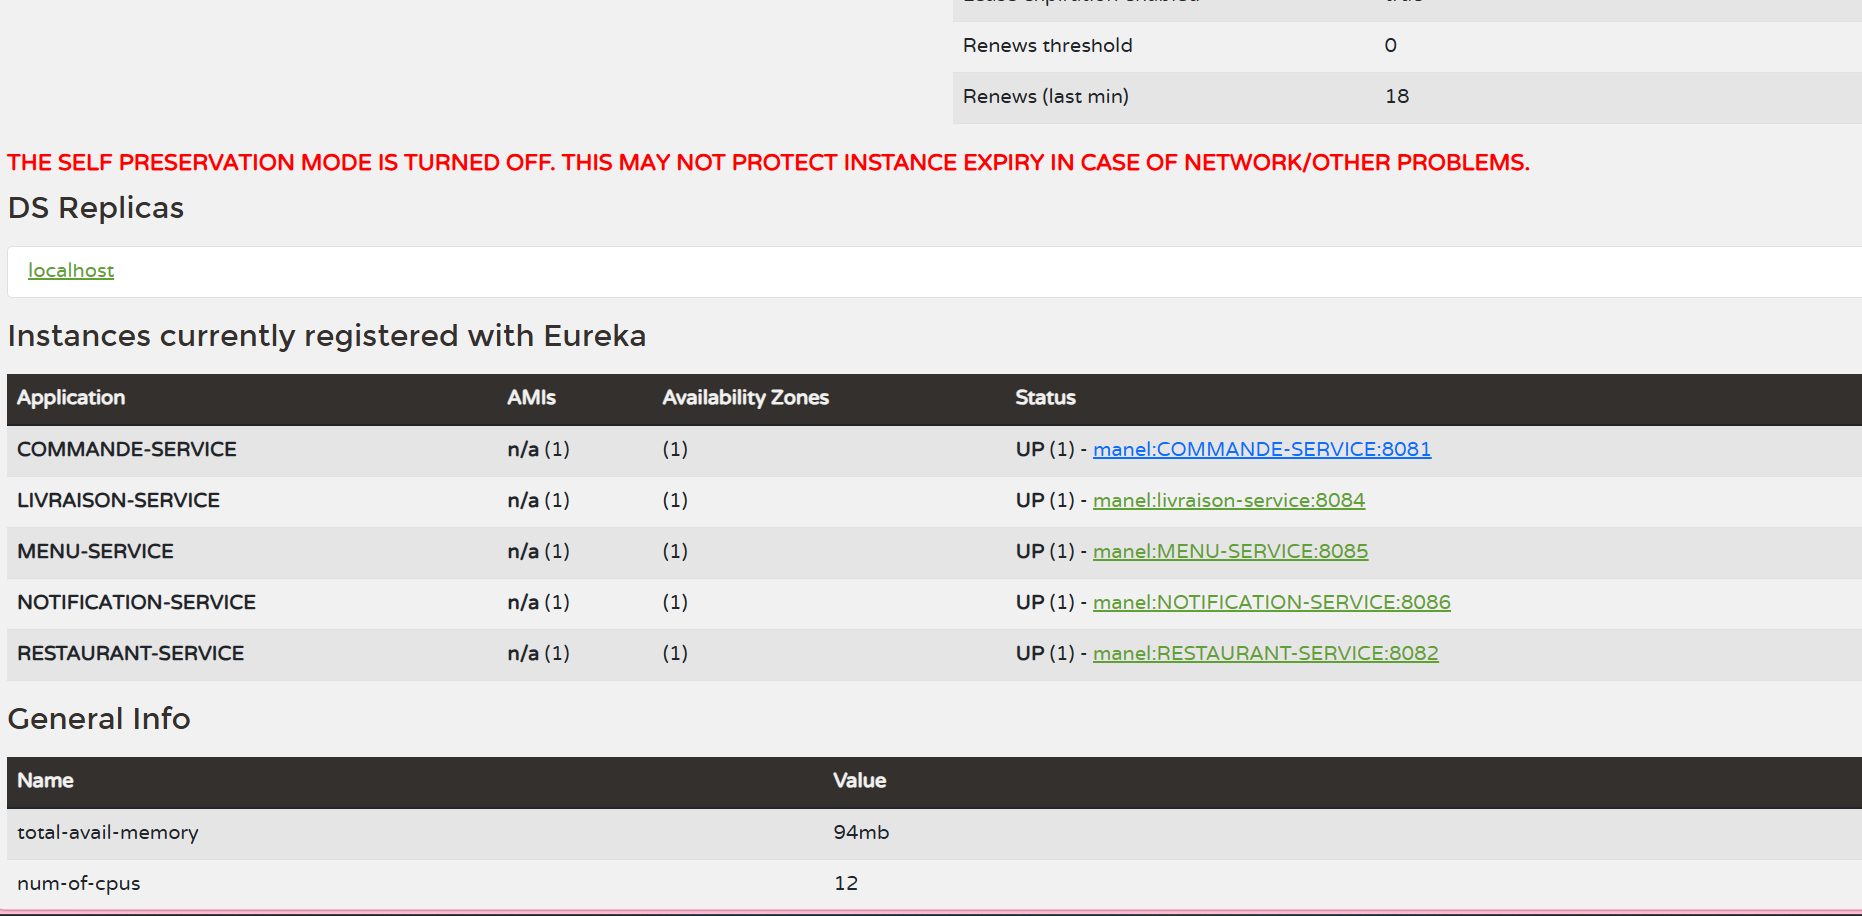 Lease expiration enabled true
Renews threshold 0
Renews (last min) 18
THE SELF PRESERVATION MODE IS TURNED OFF. THIS MAY NOT PROTECT INSTANCE EXPIRY IN CASE OF NETWORK/OTHER PROBLEMS.
DS Replicas
localhost
Instances currently registered with Eureka
Application AMIs Availability Zones Status
COMMANDE-SERVICE n/a (1) (1) UP (1) - manel:COMMANDE-SERVICE:8081
LIVRAISON-SERVICE n/a (1) (1) UP (1) - manel:livraison-service:8084
MENU-SERVICE n/a (1) (1) UP (1) - manel:MENU-SERVICE:8085
NOTIFICATION-SERVICE n/a (1) (1) UP (1) - manel:NOTIFICATION-SERVICE:8086
RESTAURANT-SERVICE n/a (1) (1) UP (1) - manel:RESTAURANT-SERVICE:8082
General Info
Name Value
total-avail-memory 94mb
num-of-cpus 12